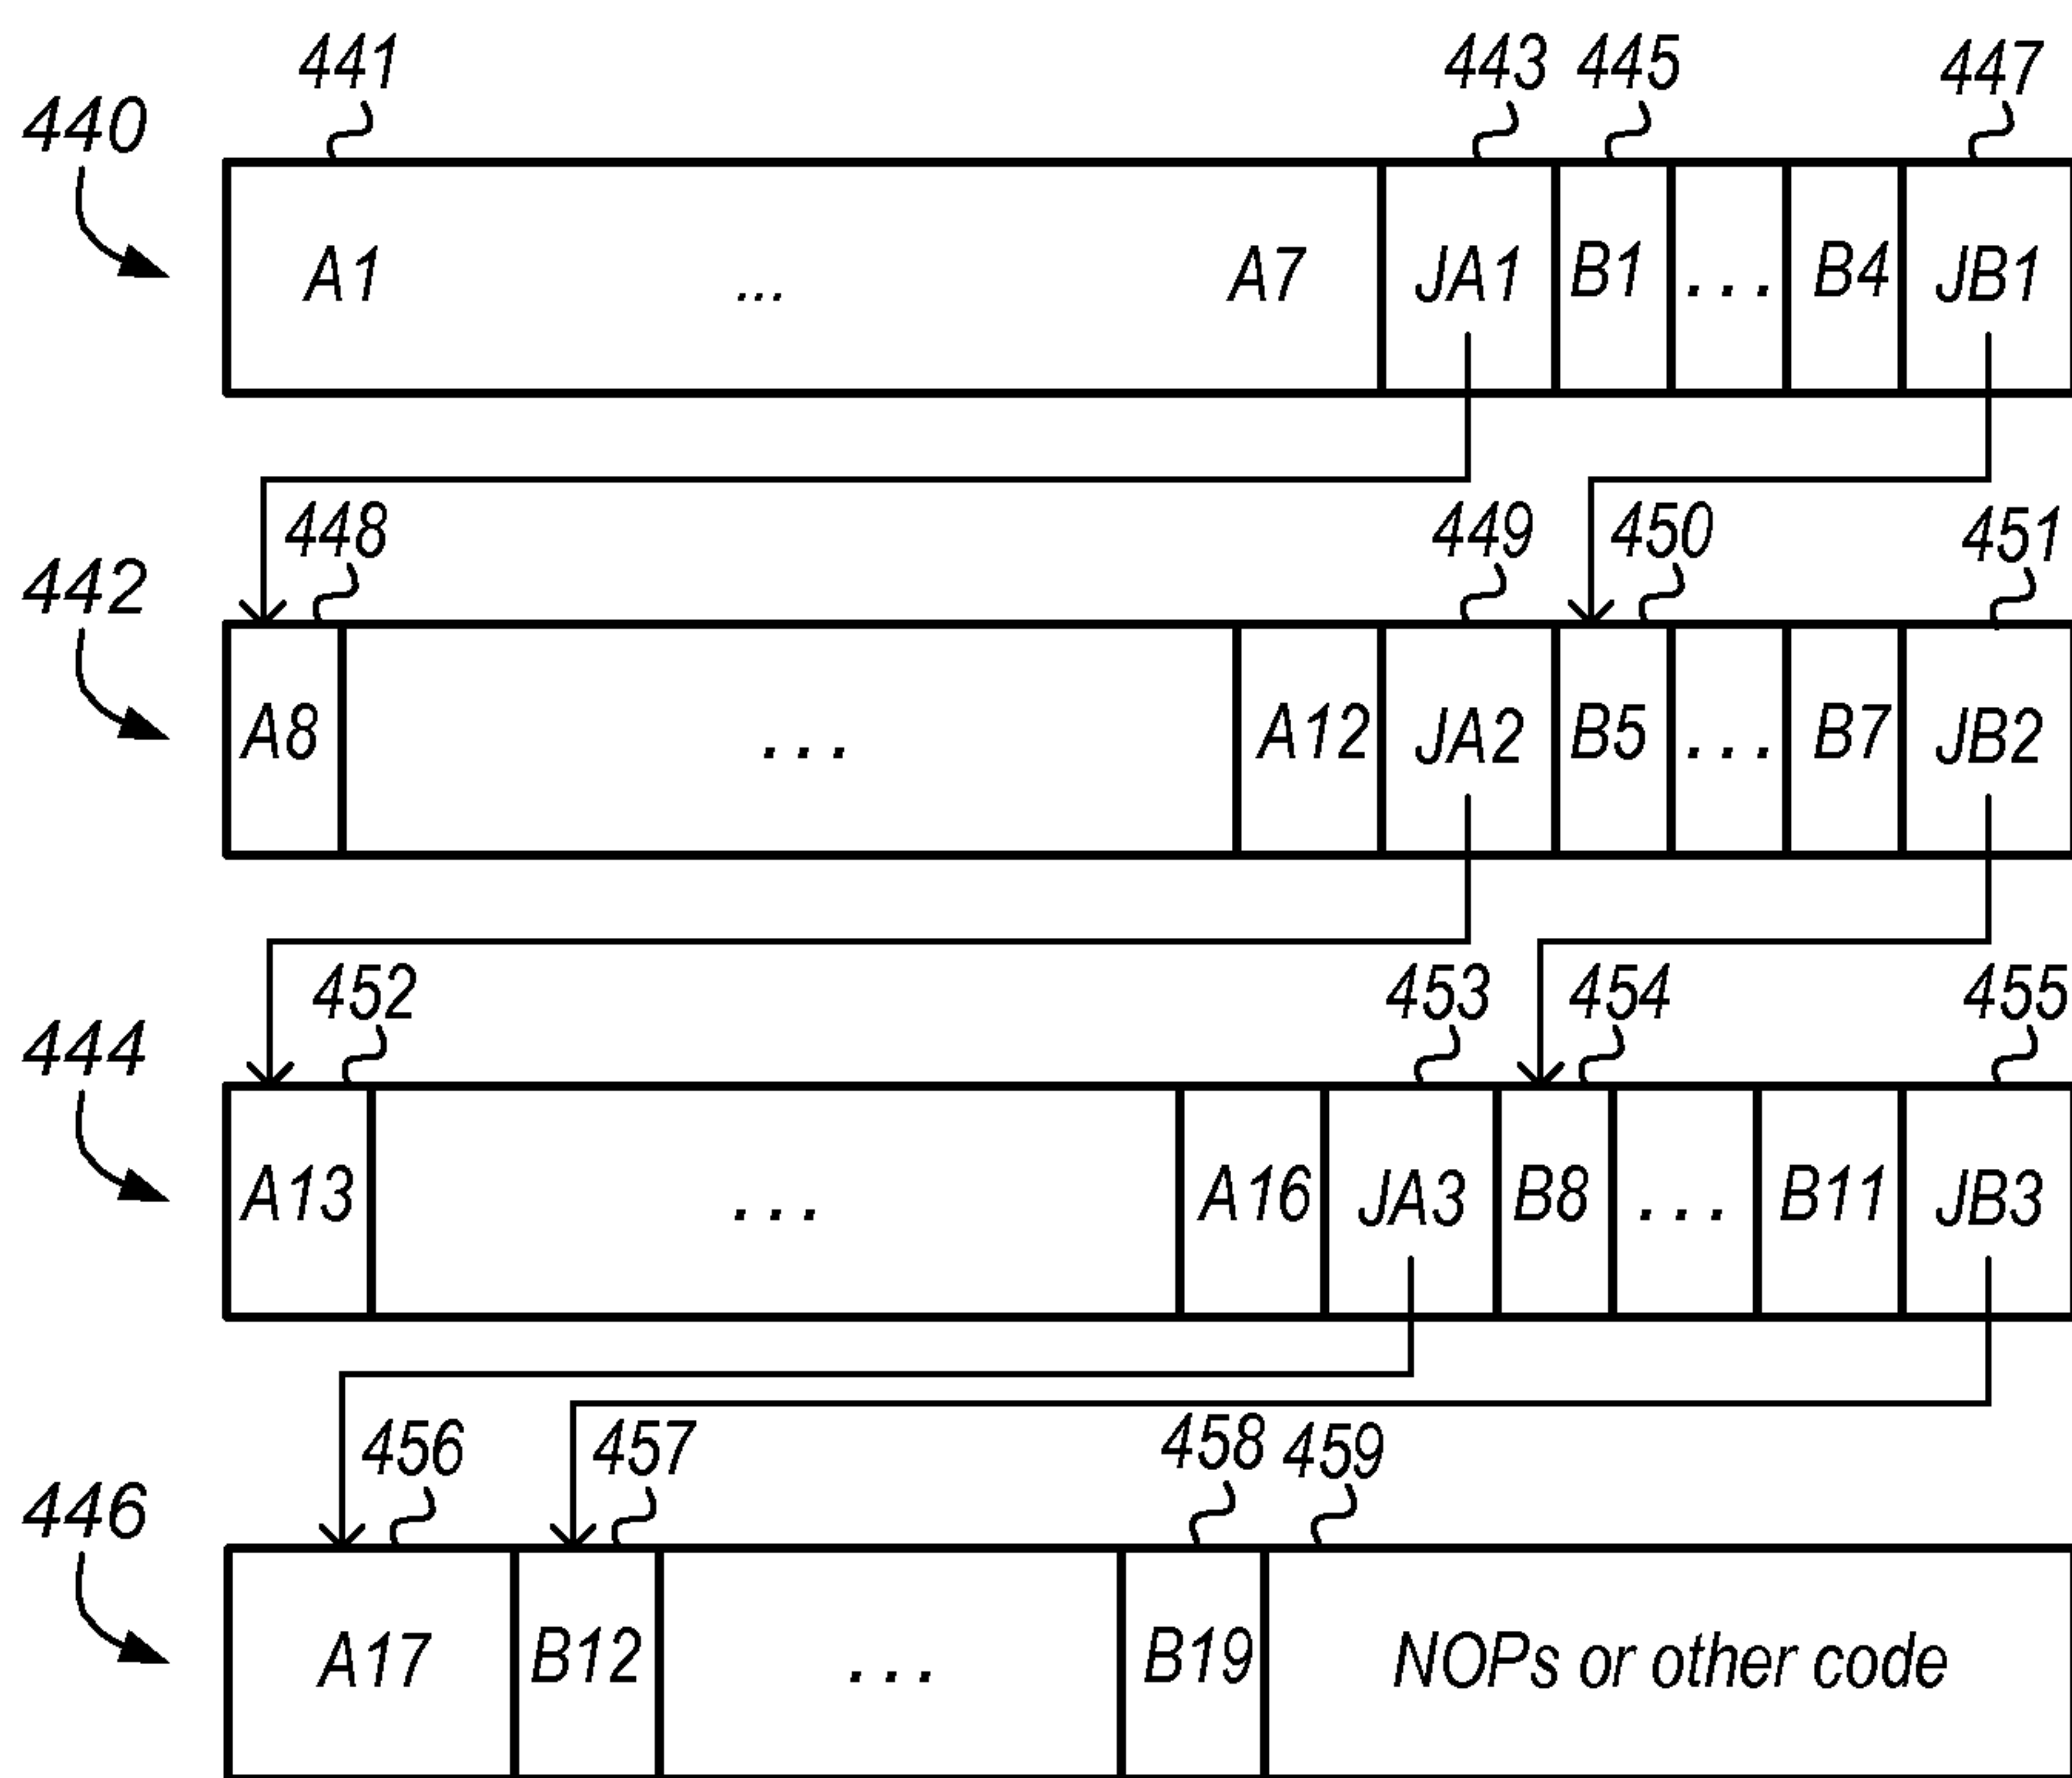 441 443 445 447
440
A1 ... A7 JA1 B1 ... B4 JB1
448 449 450 451
442
A8 ... A12 JA2 B5 ... B7 JB2
452 453 454 455
444
A13 ... A16 JA3 B8 ... B11 JB3
456 457 458 459
446
A17 B12 ... B19 NOPs or other code